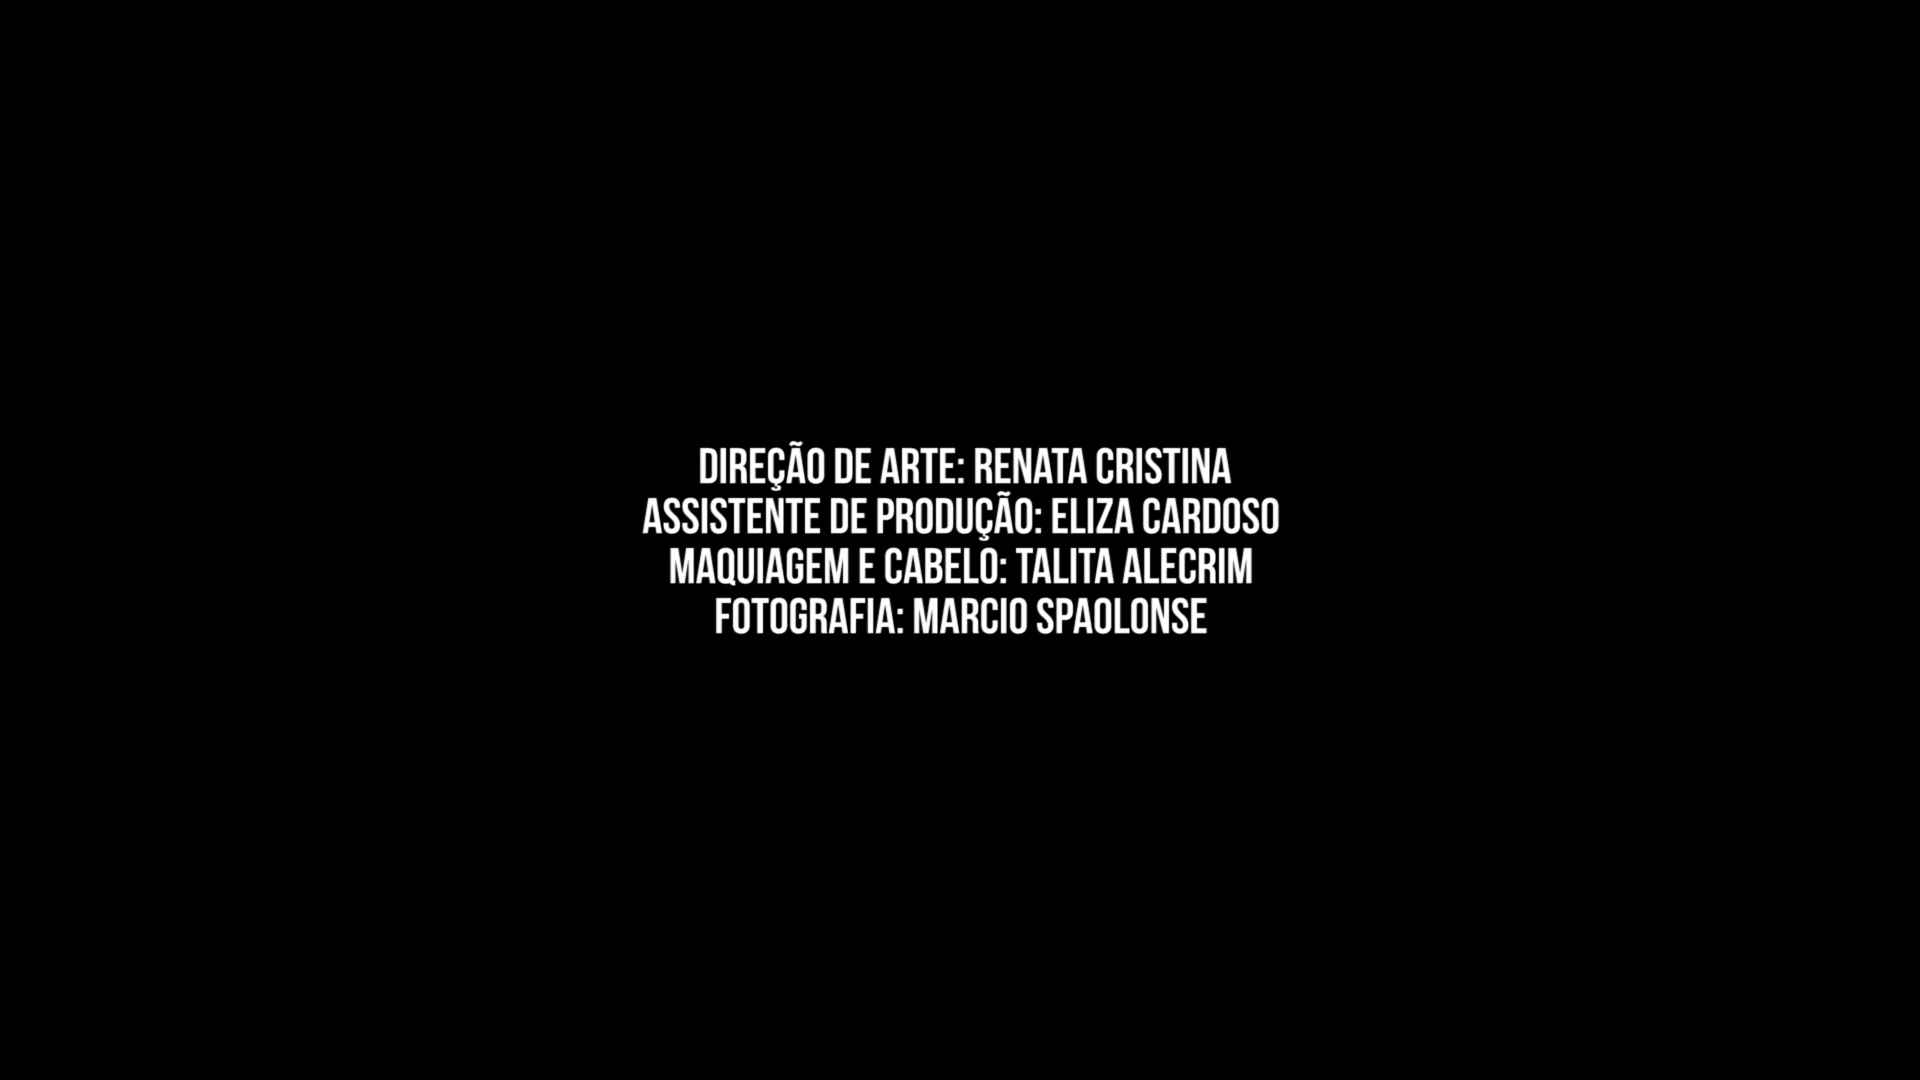 DIREÇÃO DE ARTE: RENATA CRISTINA
ASSISTENTE DE PRODUÇÃO: ELIZA CARDOSO
MAQUIAGEM E CABELO: TALITA ALECRIM
FOTOGRAFIA: MARCIO SPAOLONSE